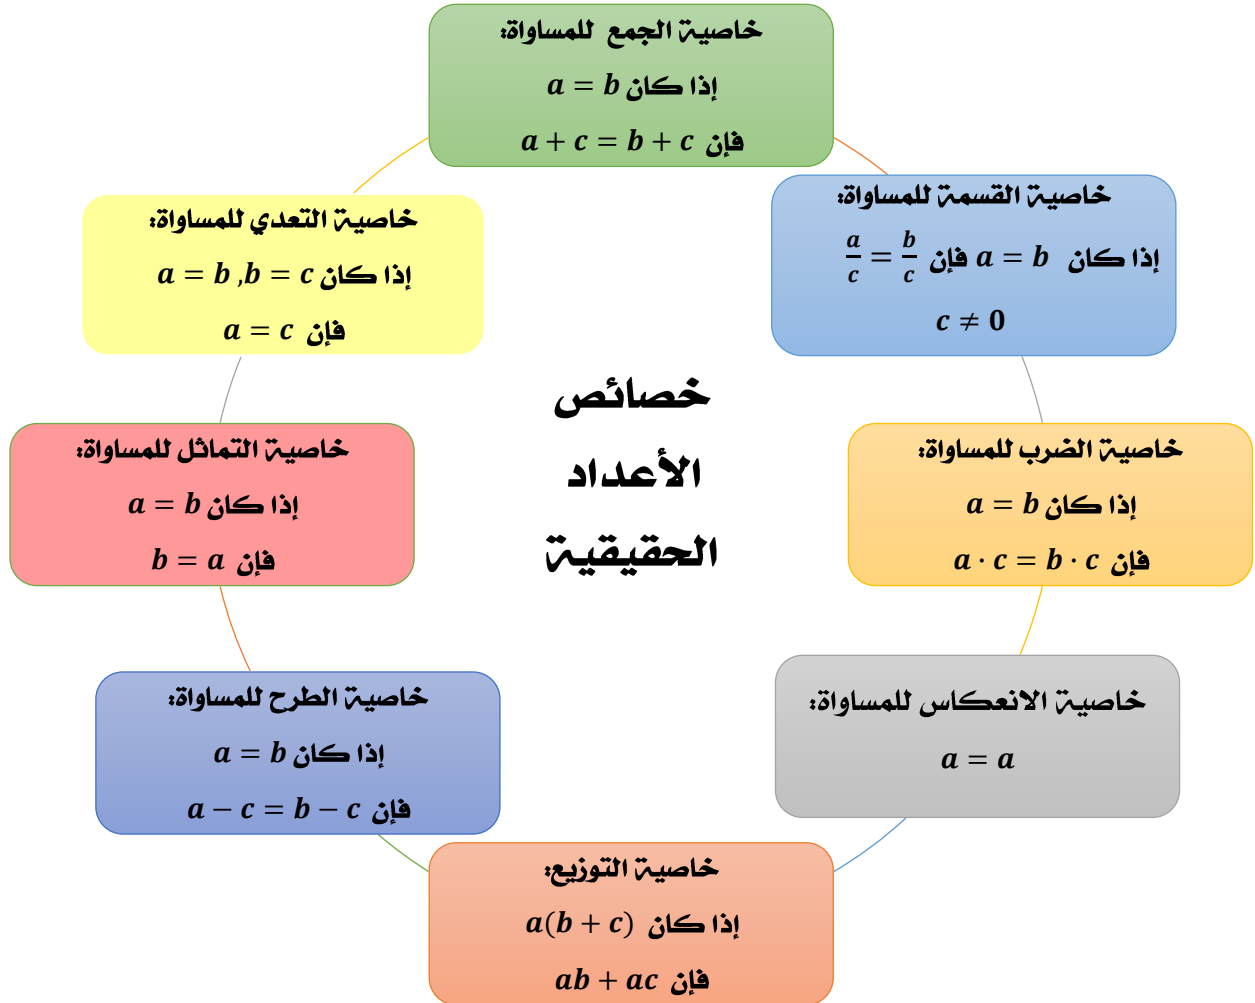 خاصية الجمع للمساواة:
إذا كان a = b
فإن a + c = b + c
خاصية القسمة للمساواة:
إذا كان a = b فإن a/c = b/c
c ≠ 0
خاصية التعدي للمساواة:
إذا كان a = b ,b = c
فإن a = c
خصائص
الأعداد
الحقيقية
خاصية الضرب للمساواة:
إذا كان a = b
فإن a · c = b · c
خاصية التماثل للمساواة:
إذا كان a = b
فإن b = a
خاصية الانعكاس للمساواة:
a = a
خاصية الطرح للمساواة:
إذا كان a = b
فإن a − c = b − c
خاصية التوزيع:
إذا كان a(b + c)
فإن ab + ac